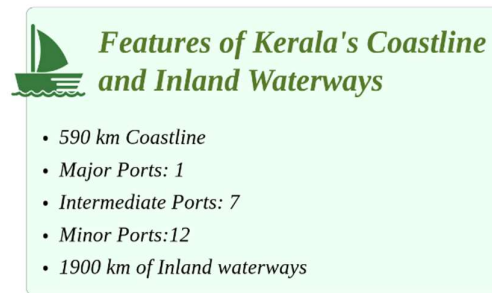 Features of Kerala's Coastline
and Inland Waterways
• 590 km Coastline
• Major Ports: 1
• Intermediate Ports: 7
• Minor Ports:12
• 1900 km of Inland waterways